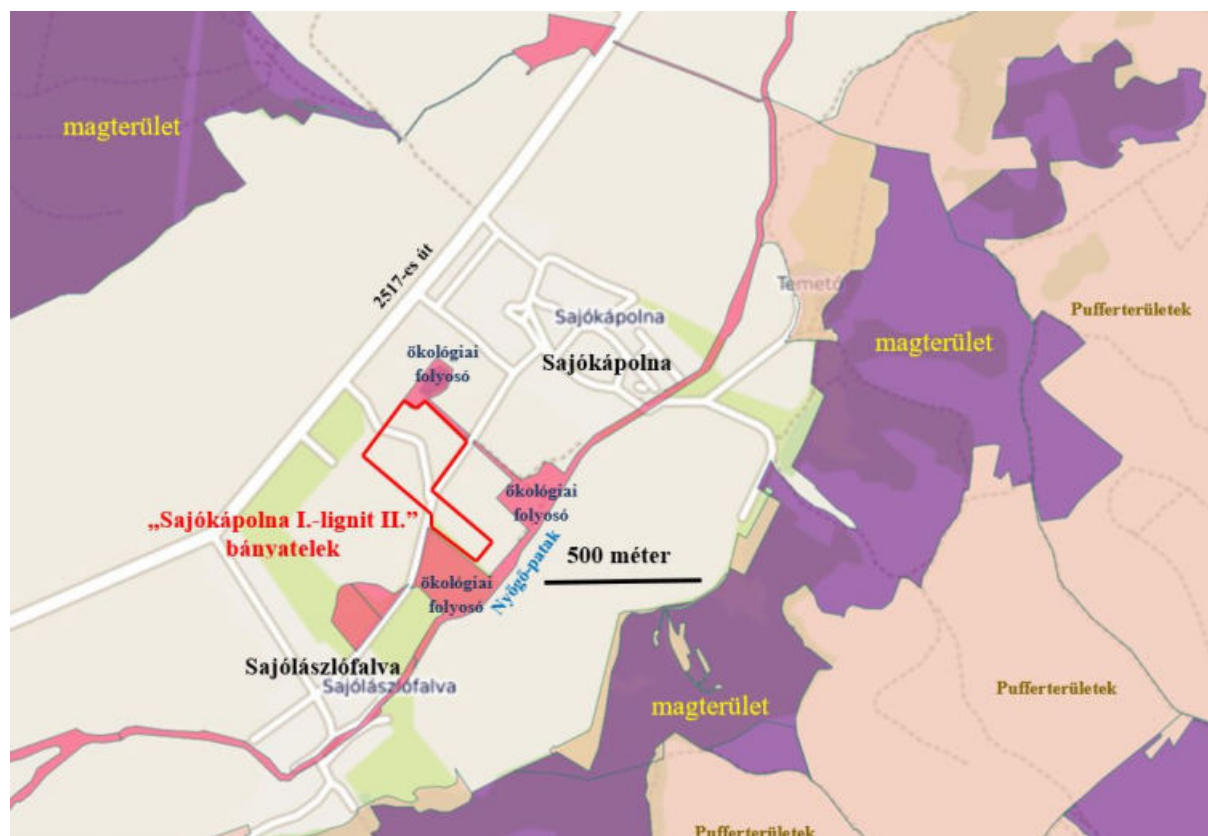 magterület
2517-es út
Temető
Pufferterületek
Sajókápolna
magterület
ökológiai
folyosó
Sajókápolna
ökológiai
folyosó
„Sajókápolna I.-lignit II.”
bányatelek
500 méter
Nyögő-patak
ökológiai
folyosó
Sajólászlófalva
Sajólászlófalva
Pufferterületek
magterület
Pufferterületek